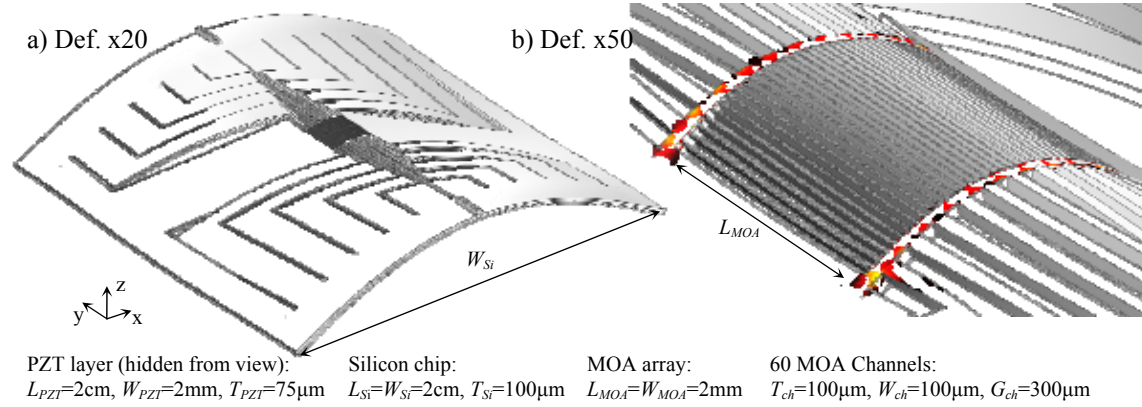 a) Def. x20
b) Def. x50
L_MOA
W_Si
z
y
x
PZT layer (hidden from view):
L_PZT=2cm, W_PZT=2mm, T_PZT=75μm
Silicon chip:
L_Si=W_Si=2cm, T_Si=100μm
MOA array:
L_MOA=W_MOA=2mm
60 MOA Channels:
T_ch=100μm, W_ch=100μm, G_ch=300μm